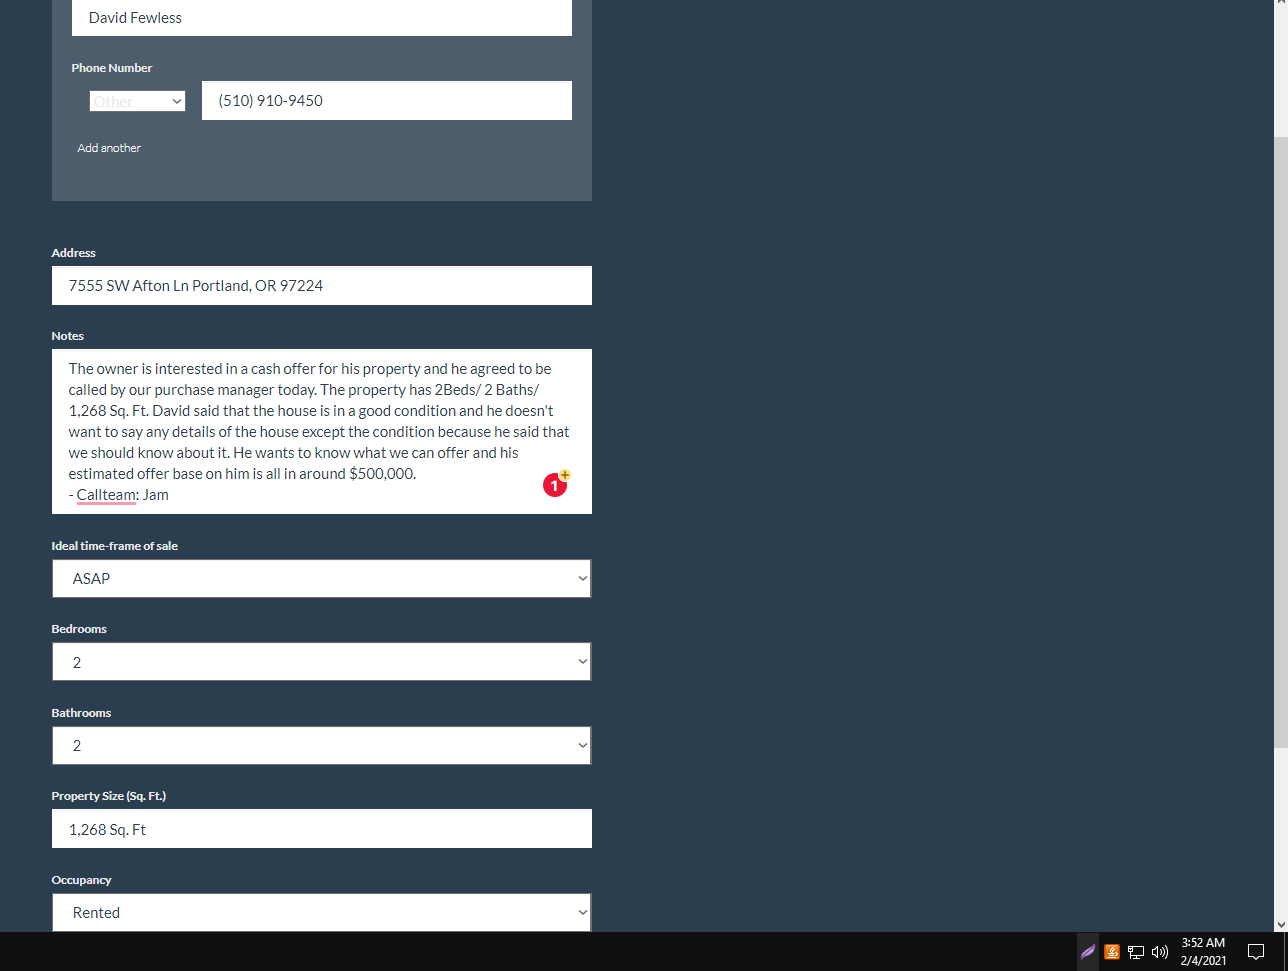 David Fewless
Phone Number
Other
(510) 910-9450
Add another
Address
7555 SW Afton Ln Portland, OR 97224
Notes
The owner is interested in a cash offer for his property and he agreed to be
called by our purchase manager today. The property has 2Beds/ 2 Baths/
1,268 Sq. Ft. David said that the house is in a good condition and he doesn't
want to say any details of the house except the condition because he said that
we should know about it. He wants to know what we can offer and his
estimated offer base on him is all in around $500,000.
- Callteam: Jam
1
Ideal time-frame of sale
ASAP
Bedrooms
2
Bathrooms
2
Property Size (Sq. Ft.)
1,268 Sq. Ft
Occupancy
Rented
3:52 AM
2/4/2021